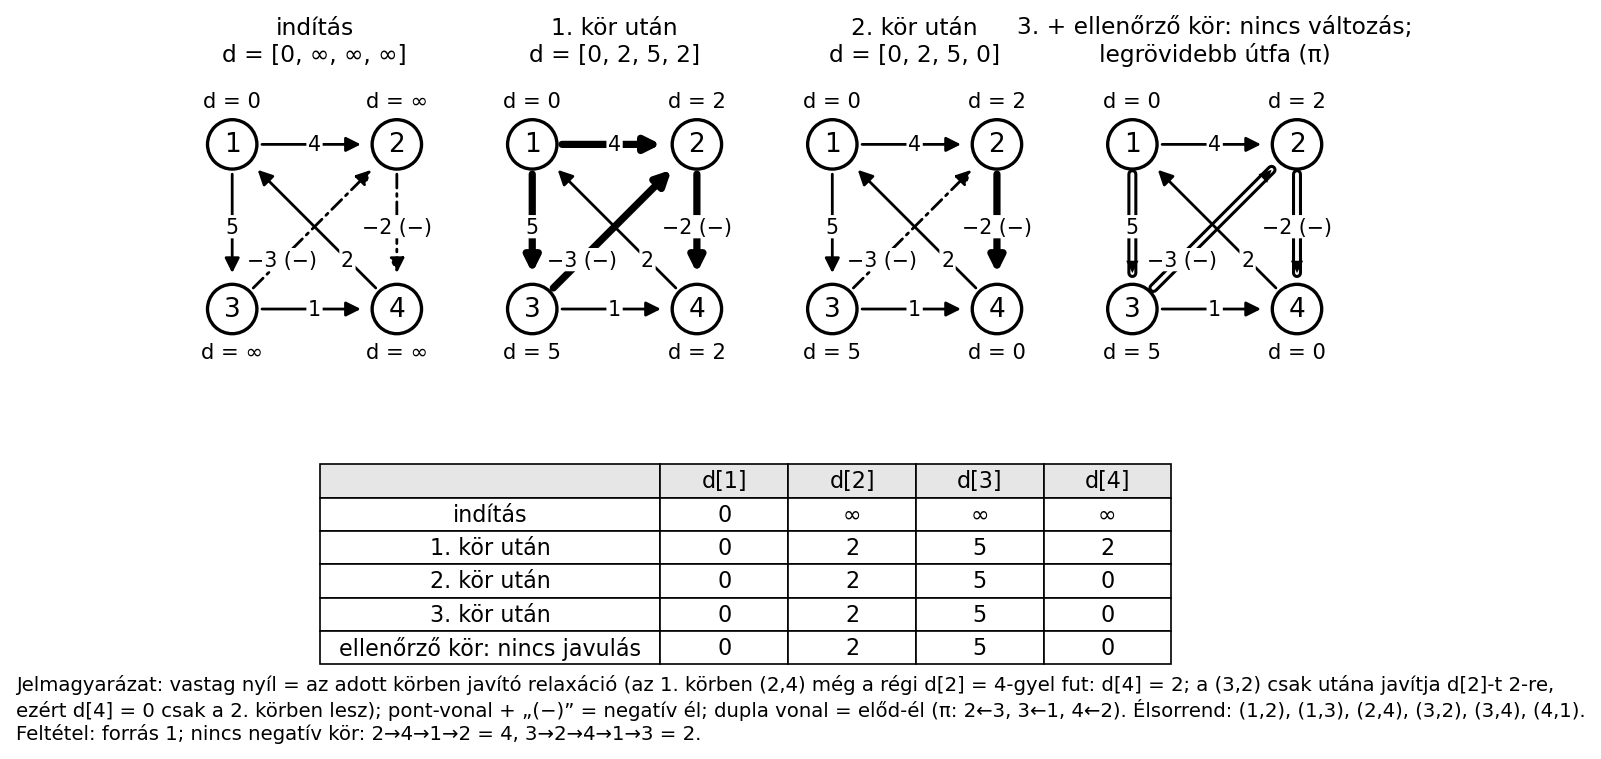 indítás
d = [0, ∞, ∞, ∞]
d = 0
d = ∞
1
4
2
5
−2 (−)
−3 (−)
2
3
1
4
d = ∞
d = ∞
1. kör után
d = [0, 2, 5, 2]
d = 0
d = 2
1
4
2
5
−2 (−)
−3 (−)
2
3
1
4
d = 5
d = 2
2. kör után
d = [0, 2, 5, 0]
d = 0
d = 2
1
4
2
5
−2 (−)
−3 (−)
2
3
1
4
d = 5
d = 0
3. + ellenőrző kör: nincs változás;
legrövidebb útfa (π)
d = 0
d = 2
1
4
2
5
−2 (−)
−3 (−)
2
3
1
4
d = 5
d = 0
d[1] d[2] d[3] d[4]
indítás 0 ∞ ∞ ∞
1. kör után 0 2 5 2
2. kör után 0 2 5 0
3. kör után 0 2 5 0
ellenőrző kör: nincs javulás 0 2 5 0
Jelmagyarázat: vastag nyíl = az adott körben javító relaxáció (az 1. körben (2,4) még a régi d[2] = 4-gyel fut: d[4] = 2; a (3,2) csak utána javítja d[2]-t 2-re,
ezért d[4] = 0 csak a 2. körben lesz); pont-vonal + „(−)” = negatív él; dupla vonal = előd-él (π: 2←3, 3←1, 4←2). Élsorrend: (1,2), (1,3), (2,4), (3,2), (3,4), (4,1).
Feltétel: forrás 1; nincs negatív kör: 2→4→1→2 = 4, 3→2→4→1→3 = 2.